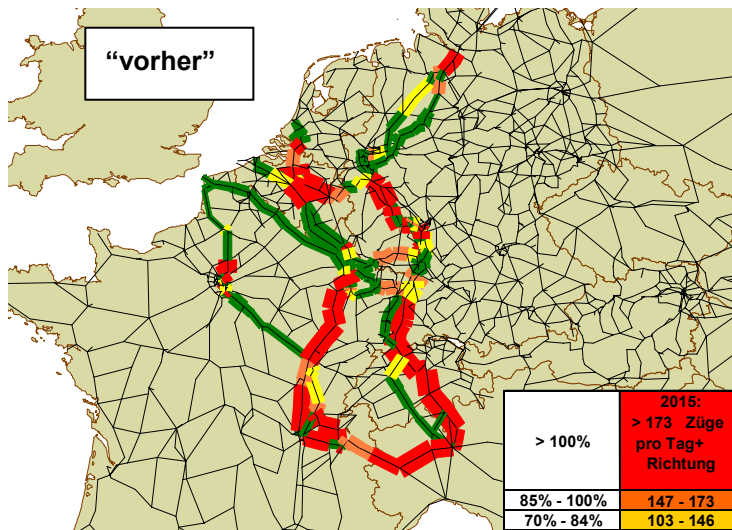 “vorher”
2015:
> 173 Züge
> 100% pro Tag+
Richtung
85% - 100% 147 - 173
70% - 84% 103 - 146